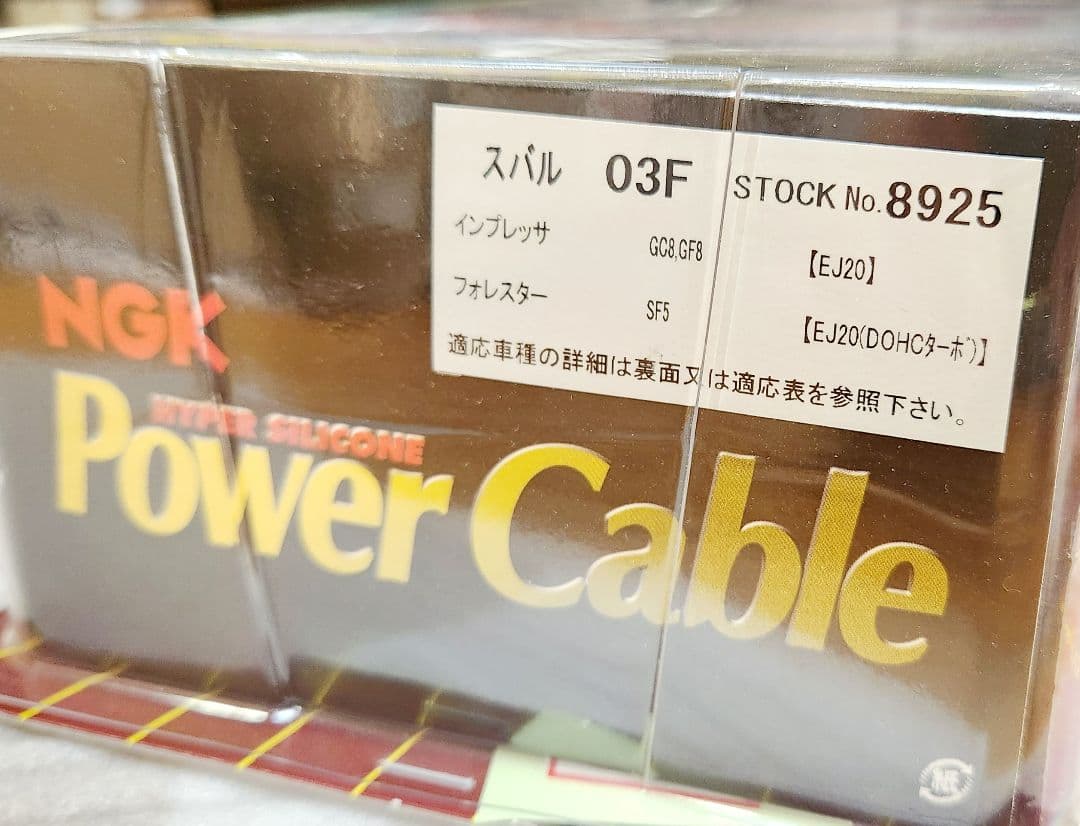 スバル 03F STOCK No.8925
インプレッサ GC8,GF8 【EJ20】
フォレスター SF5 【EJ20(DOHCターボ)】
適応車種の詳細は裏面又は適応表を参照下さい。
NGK
HYPER SILICONE
Power Cable